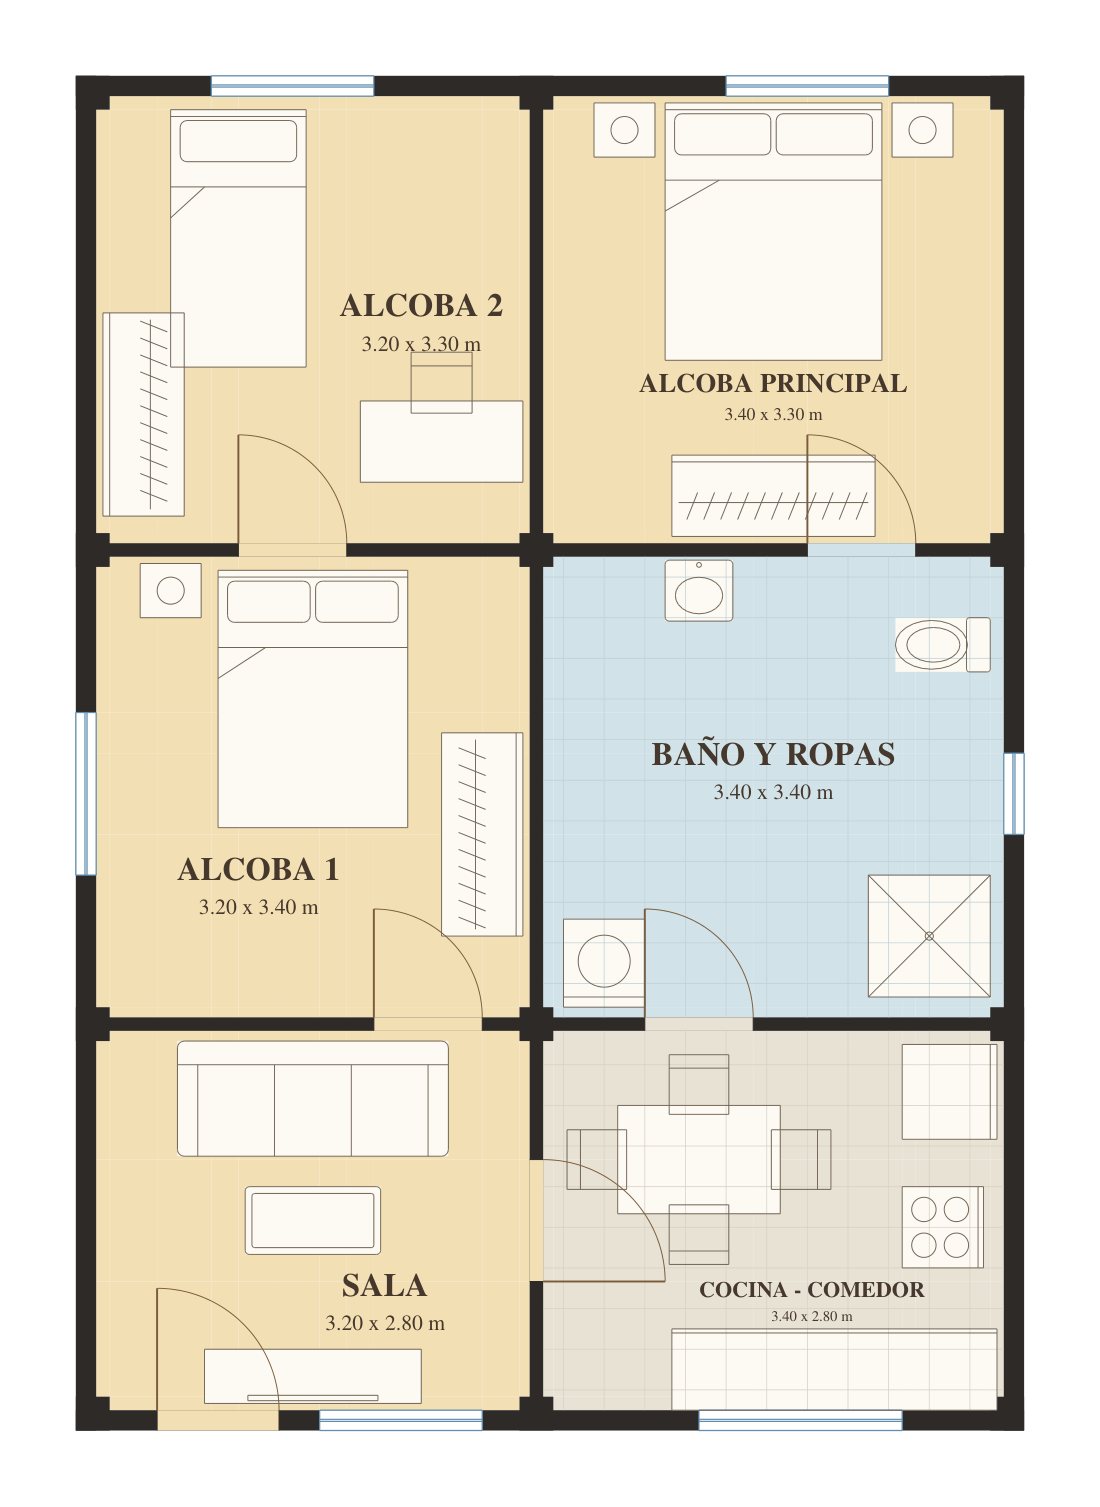 ALCOBA 2
3.20 x 3.30 m
ALCOBA PRINCIPAL
3.40 x 3.30 m
BAÑO Y ROPAS
3.40 x 3.40 m
ALCOBA 1
3.20 x 3.40 m
SALA
3.20 x 2.80 m
COCINA - COMEDOR
3.40 x 2.80 m